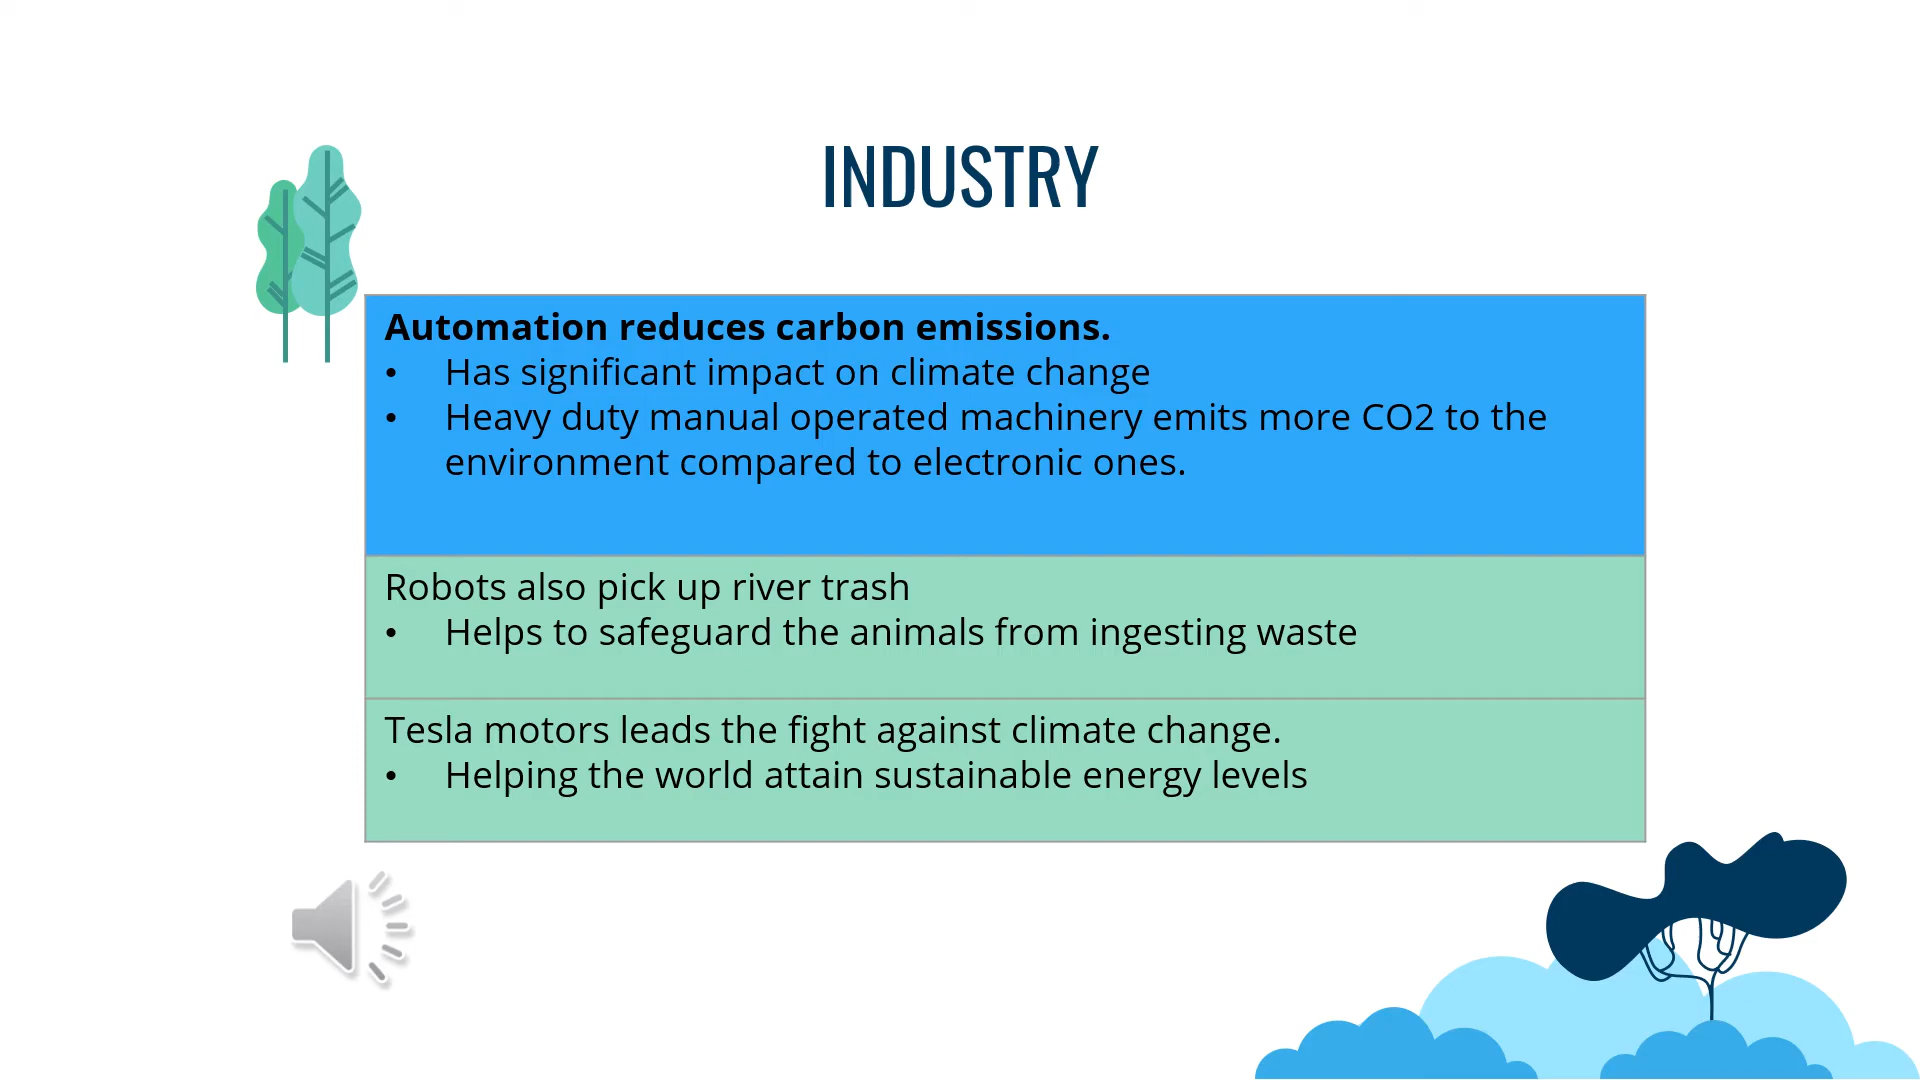 INDUSTRY
Automation reduces carbon emissions.
• Has significant impact on climate change
• Heavy duty manual operated machinery emits more CO2 to the
environment compared to electronic ones.
Robots also pick up river trash
• Helps to safeguard the animals from ingesting waste
Tesla motors leads the fight against climate change.
• Helping the world attain sustainable energy levels